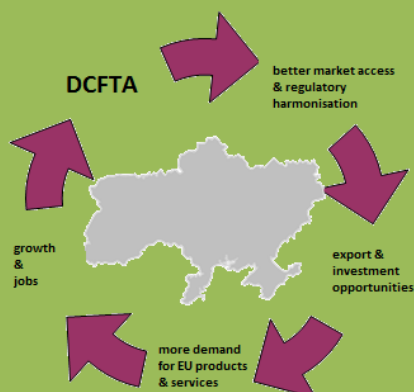 DCFTA
better market access
& regulatory
harmonisation
export &
investment
opportunities
more demand
for EU products
& services
growth
&
jobs